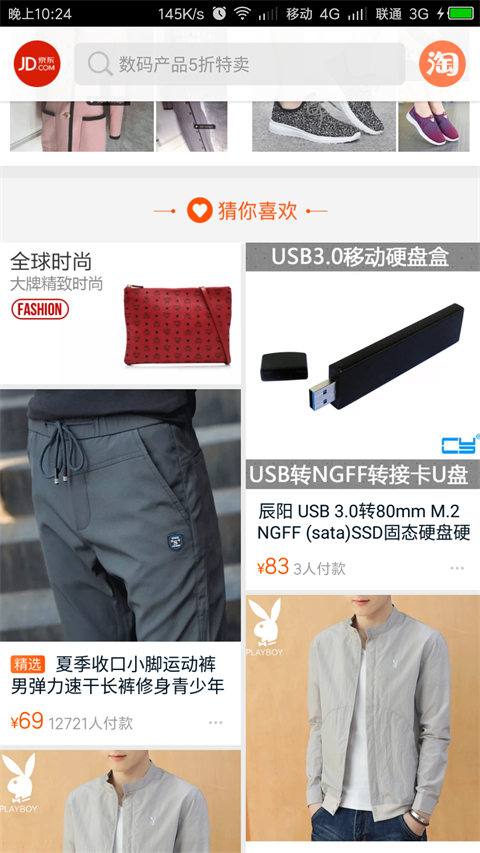 晚上10:24
145K/s
移动 4G
联通 3G
JD 京东
.COM
数码产品5折特卖
淘
猜你喜欢
全球时尚
大牌精致时尚
FASHION
精选 夏季收口小脚运动裤
男弹力速干长裤修身青少年
¥69 12721人付款
PLAYBOY
USB3.0移动硬盘盒
CY
USB转NGFF转接卡U盘
辰阳 USB 3.0转80mm M.2
NGFF (sata)SSD固态硬盘硬
¥83 3人付款
PLAYBOY